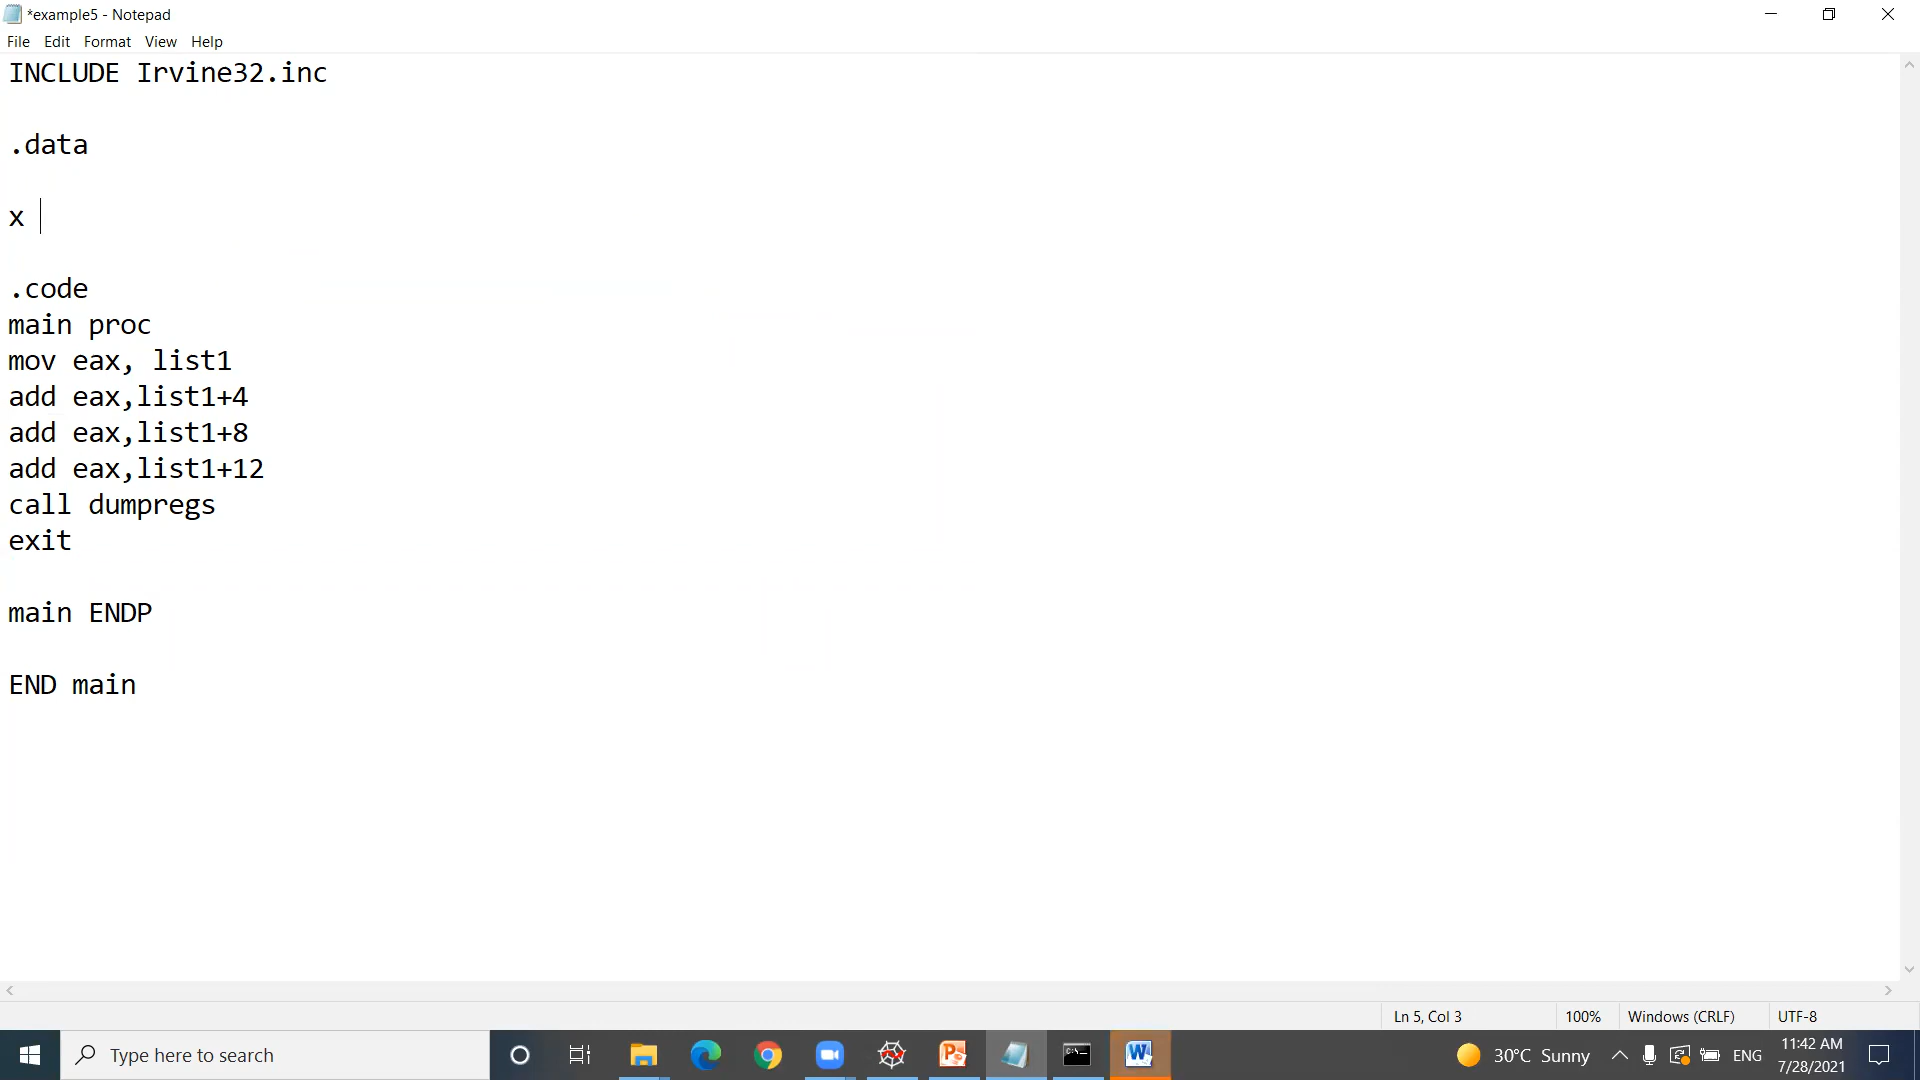 *example5 - Notepad
File Edit Format View Help
INCLUDE Irvine32.inc
.data
x
.code
main proc
mov eax, list1
add eax,list1+4
add eax,list1+8
add eax,list1+12
call dumpregs
exit
main ENDP
END main
Ln 5, Col 3 100% Windows (CRLF) UTF-8
Type here to search
30°C Sunny ENG 11:42 AM
7/28/2021